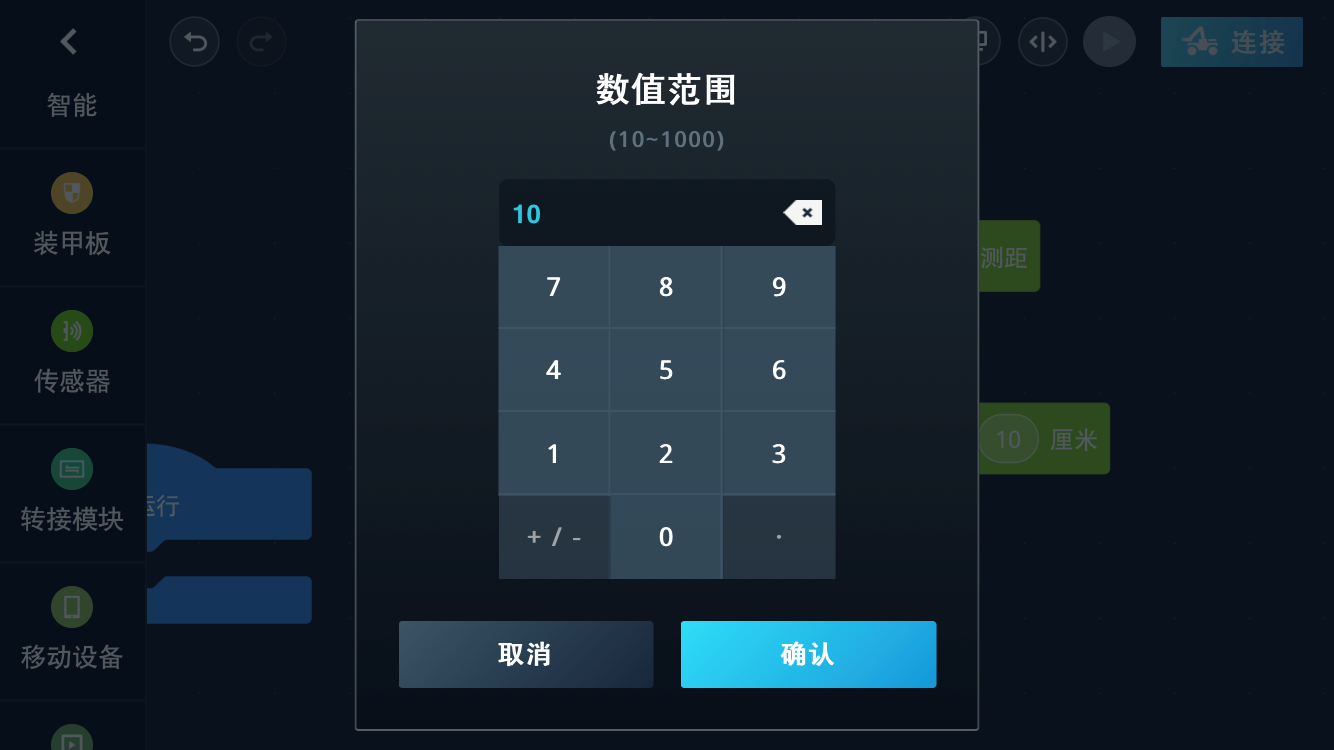 智能
连接
数值范围
(10~1000)
10
7 8 9
4 5 6
1 2 3
+ / - 0 ·
取消
确认
装甲板
传感器
转接模块
移动设备
运行
测距
10 厘米